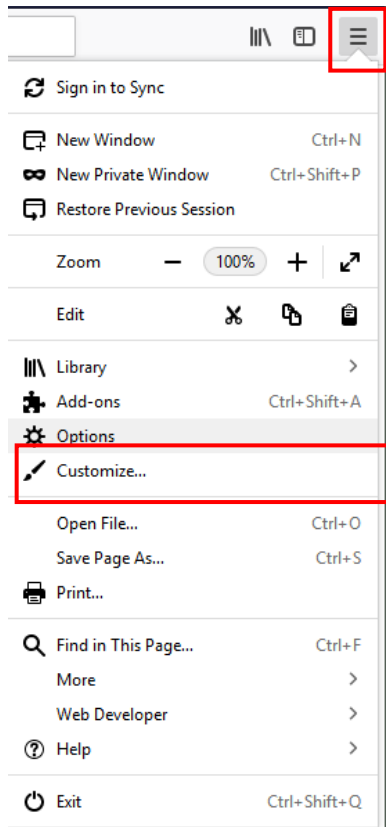 Sign in to Sync
New Window Ctrl+N
New Private Window Ctrl+Shift+P
Restore Previous Session
Zoom 100%
Edit
Library
Add-ons Ctrl+Shift+A
Options
Customize...
Open File... Ctrl+O
Save Page As... Ctrl+S
Print...
Find in This Page... Ctrl+F
More
Web Developer
Help
Exit Ctrl+Shift+Q